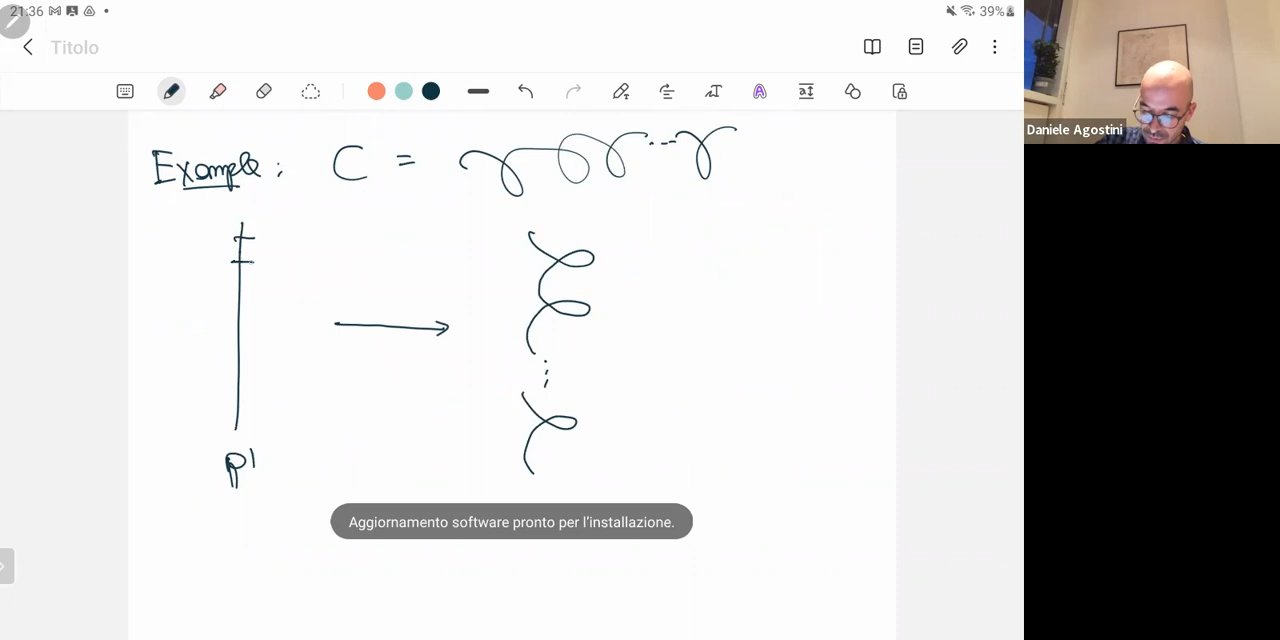 21:36
39%
Titolo
Daniele Agostini
Example : C =
P1
Aggiornamento software pronto per l'installazione.